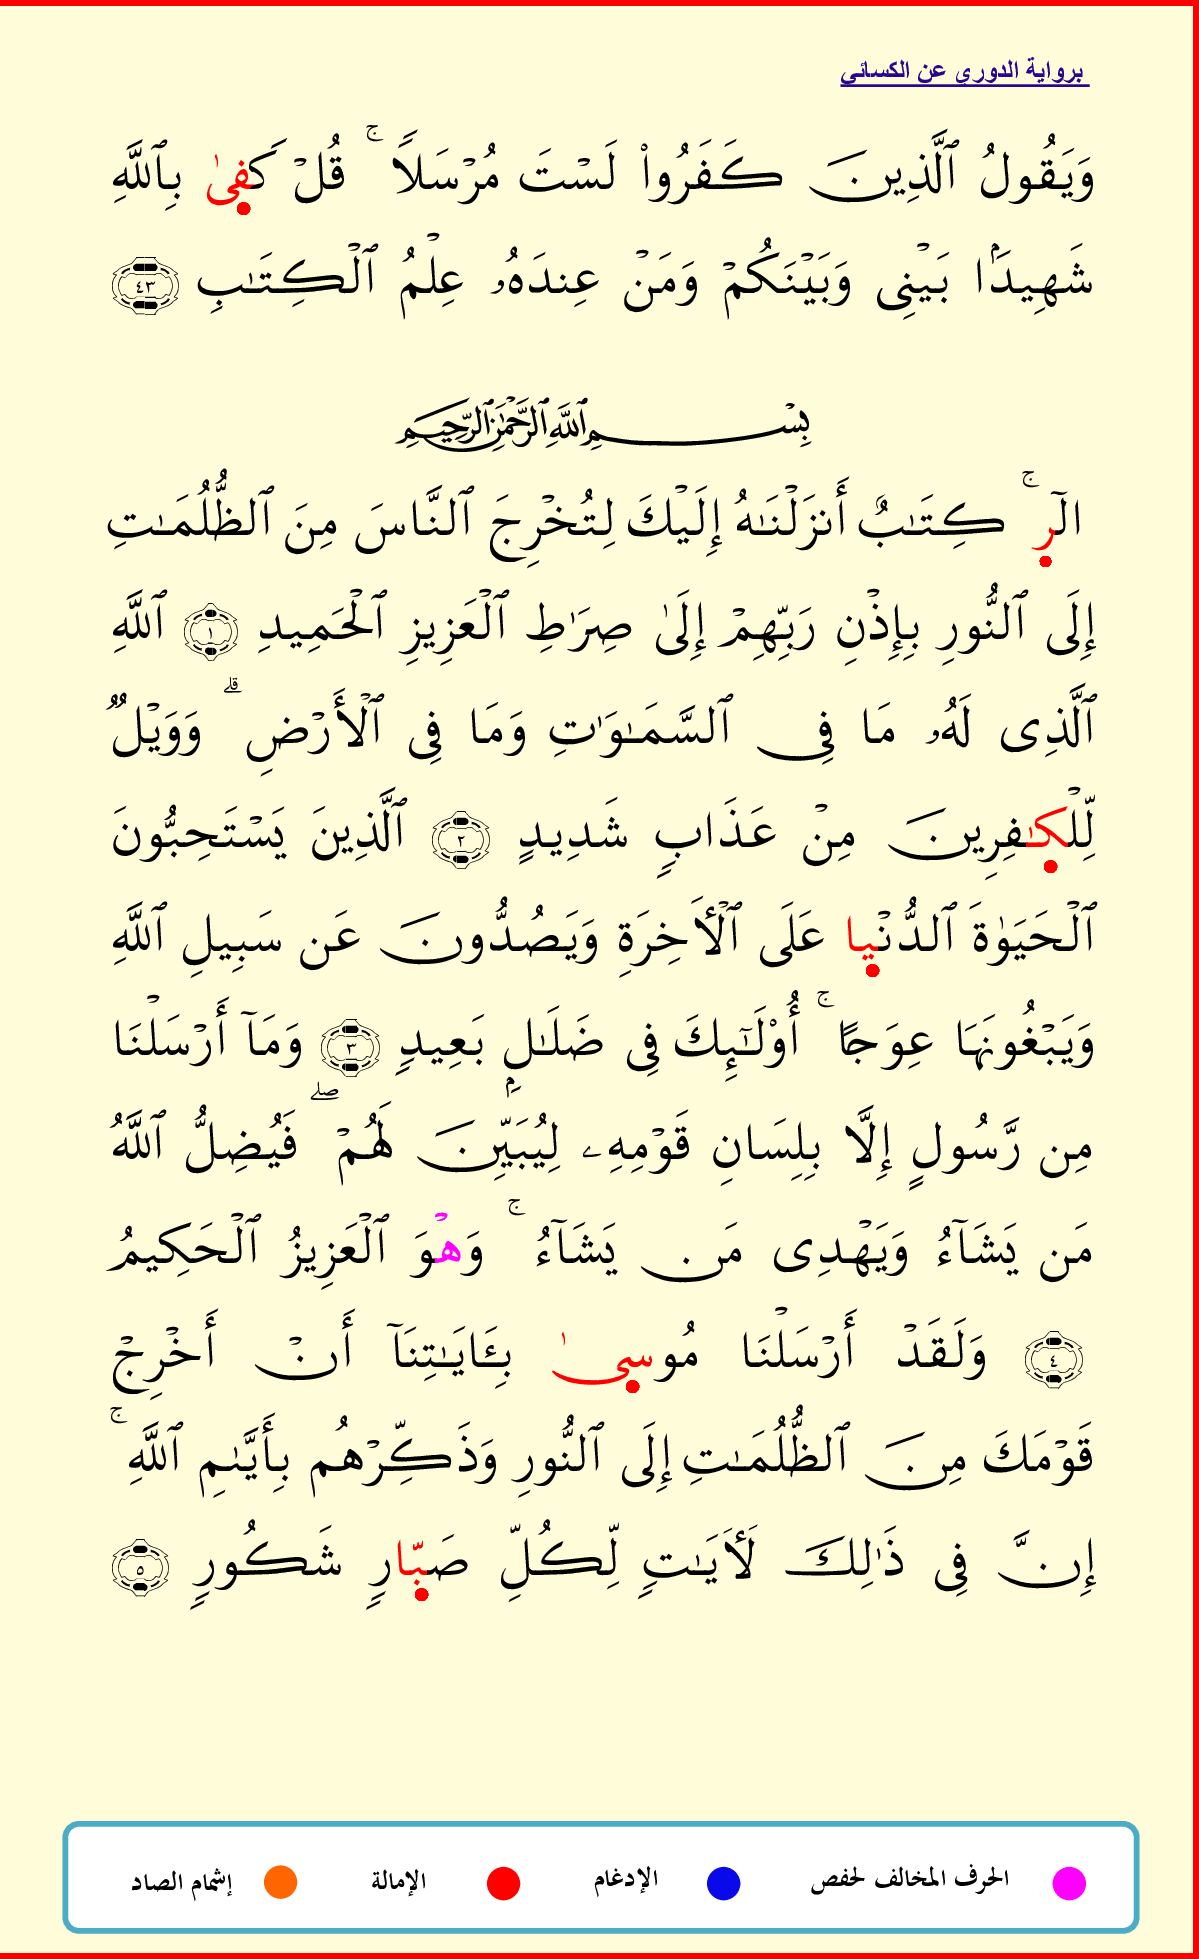 برواية الدوري عن الكسائي
وَيَقُولُ ٱلَّذِينَ كَفَرُواْ لَسۡتَ مُرۡسَلٗاۚ قُلۡ كَفِىٰ بِٱللَّهِ
شَهِيدَۢا بَيۡنِي وَبَيۡنَكُمۡ وَمَنۡ عِندَهُۥ عِلۡمُ ٱلۡكِتَٰبِ ٤٣
بِسۡمِ ٱللَّهِ ٱلرَّحۡمَٰنِ ٱلرَّحِيمِ
الٓرۚ كِتَٰبٌ أَنزَلۡنَٰهُ إِلَيۡكَ لِتُخۡرِجَ ٱلنَّاسَ مِنَ ٱلظُّلُمَٰتِ
إِلَى ٱلنُّورِ بِإِذۡنِ رَبِّهِمۡ إِلَىٰ صِرَٰطِ ٱلۡعَزِيزِ ٱلۡحَمِيدِ ١ ٱللَّهِ
ٱلَّذِي لَهُۥ مَا فِي ٱلسَّمَٰوَٰتِ وَمَا فِي ٱلۡأَرۡضِۗ وَوَيۡلٞ
لِّلۡكَٰفِرِينَ مِنۡ عَذَابٖ شَدِيدٍ ٢ ٱلَّذِينَ يَسۡتَحِبُّونَ
ٱلۡحَيَوٰةَ ٱلدُّنۡيا عَلَى ٱلۡأٓخِرَةِ وَيَصُدُّونَ عَن سَبِيلِ ٱللَّهِ
وَيَبۡغُونَهَا عِوَجًاۚ أُوْلَٰٓئِكَ فِي ضَلَٰلِۭ بَعِيدٖ ٣ وَمَآ أَرۡسَلۡنَا
مِن رَّسُولٍ إِلَّا بِلِسَانِ قَوۡمِهِۦ لِيُبَيِّنَ لَهُمۡۖ فَيُضِلُّ ٱللَّهُ
مَن يَشَآءُ وَيَهۡدِي مَن يَشَآءُۚ وَهۡوَ ٱلۡعَزِيزُ ٱلۡحَكِيمُ
٤ وَلَقَدۡ أَرۡسَلۡنَا مُوسِىٰ بِـَٔايَٰتِنَآ أَنۡ أَخۡرِجۡ
قَوۡمَكَ مِنَ ٱلظُّلُمَٰتِ إِلَى ٱلنُّورِ وَذَكِّرۡهُم بِأَيَّىٰمِ ٱللَّهِۚ
إِنَّ فِي ذَٰلِكَ لَأٓيَٰتٖ لِّكُلِّ صَبِّارٖ شَكُورٖ ٥
الحرف المخالف لحفص الإدغام الإمالة إشمام الصاد